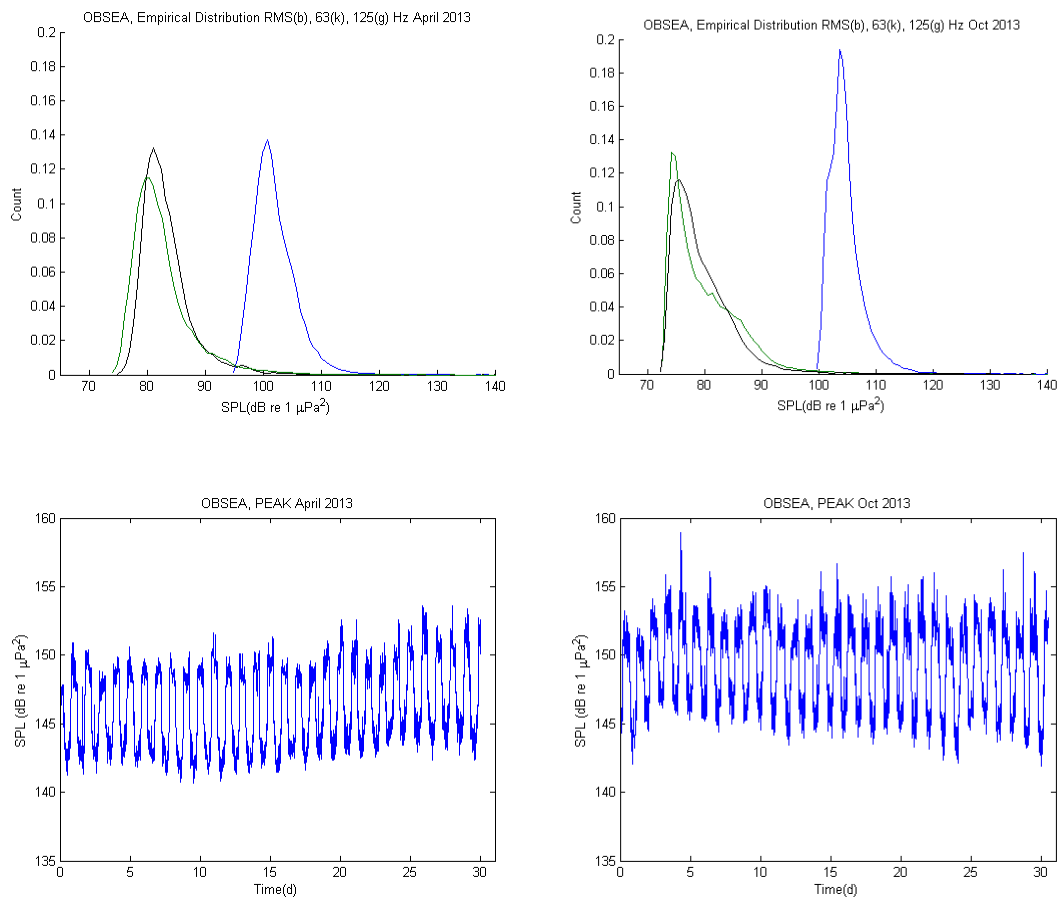 OBSEA, Empirical Distribution RMS(b), 63(k), 125(g) Hz April 2013
0.2
0.18
0.16
0.14
0.12
0.1
0.08
0.06
0.04
0.02
0
Count
70 80 90 100 110 120 130 140
SPL(dB re 1 μPa²)
OBSEA, Empirical Distribution RMS(b), 63(k), 125(g) Hz Oct 2013
0.2
0.18
0.16
0.14
0.12
0.1
0.08
0.06
0.04
0.02
0
Count
70 80 90 100 110 120 130 140
SPL(dB re 1 μPa²)
OBSEA, PEAK April 2013
160
155
150
145
140
135
SPL (dB re 1 μPa²)
0 5 10 15 20 25 30
Time(d)
OBSEA, PEAK Oct 2013
160
155
150
145
140
135
SPL (dB re 1 μPa²)
0 5 10 15 20 25 30
Time(d)